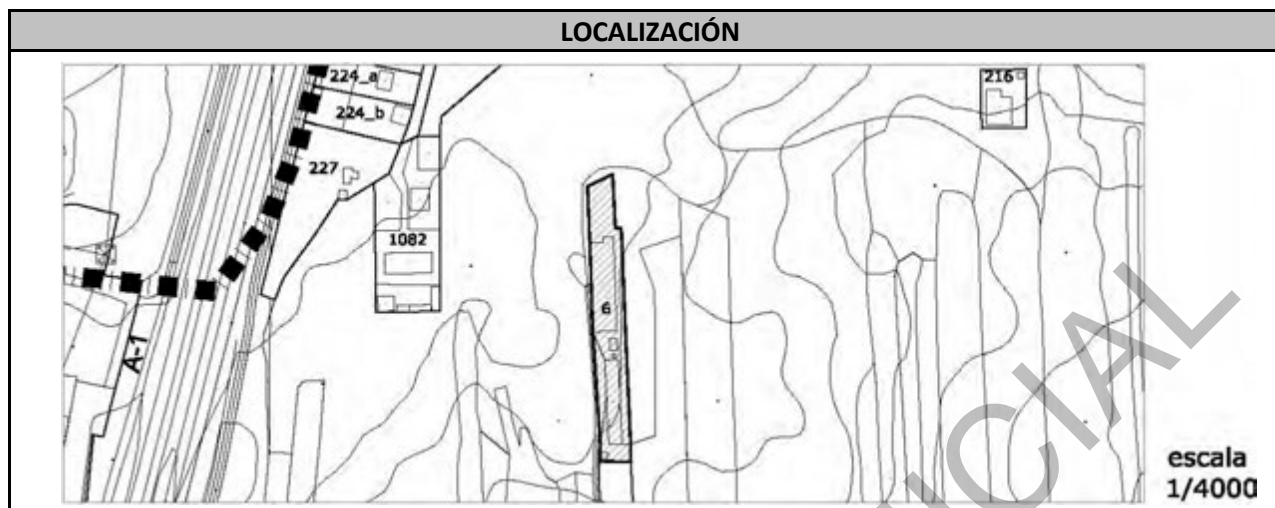 LOCALIZACIÓN
224_a
216
224_b
227
1082
6
A-1
escala
1/4000